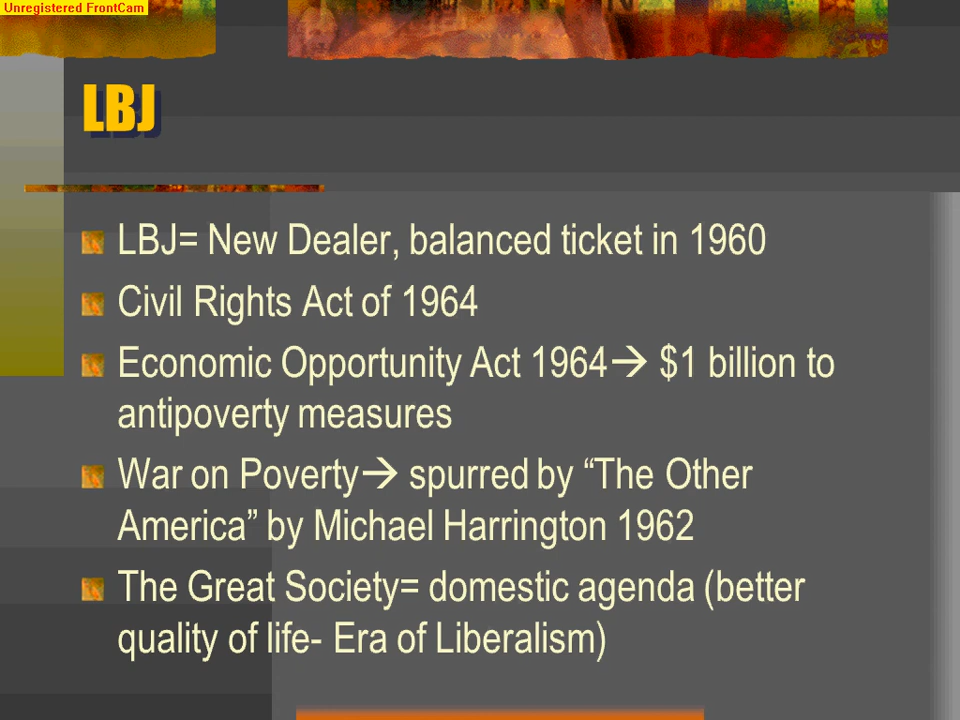 Unregistered FrontCam
LBJ
LBJ= New Dealer, balanced ticket in 1960
Civil Rights Act of 1964
Economic Opportunity Act 1964→ $1 billion to
antipoverty measures
War on Poverty→ spurred by “The Other
America” by Michael Harrington 1962
The Great Society= domestic agenda (better
quality of life- Era of Liberalism)